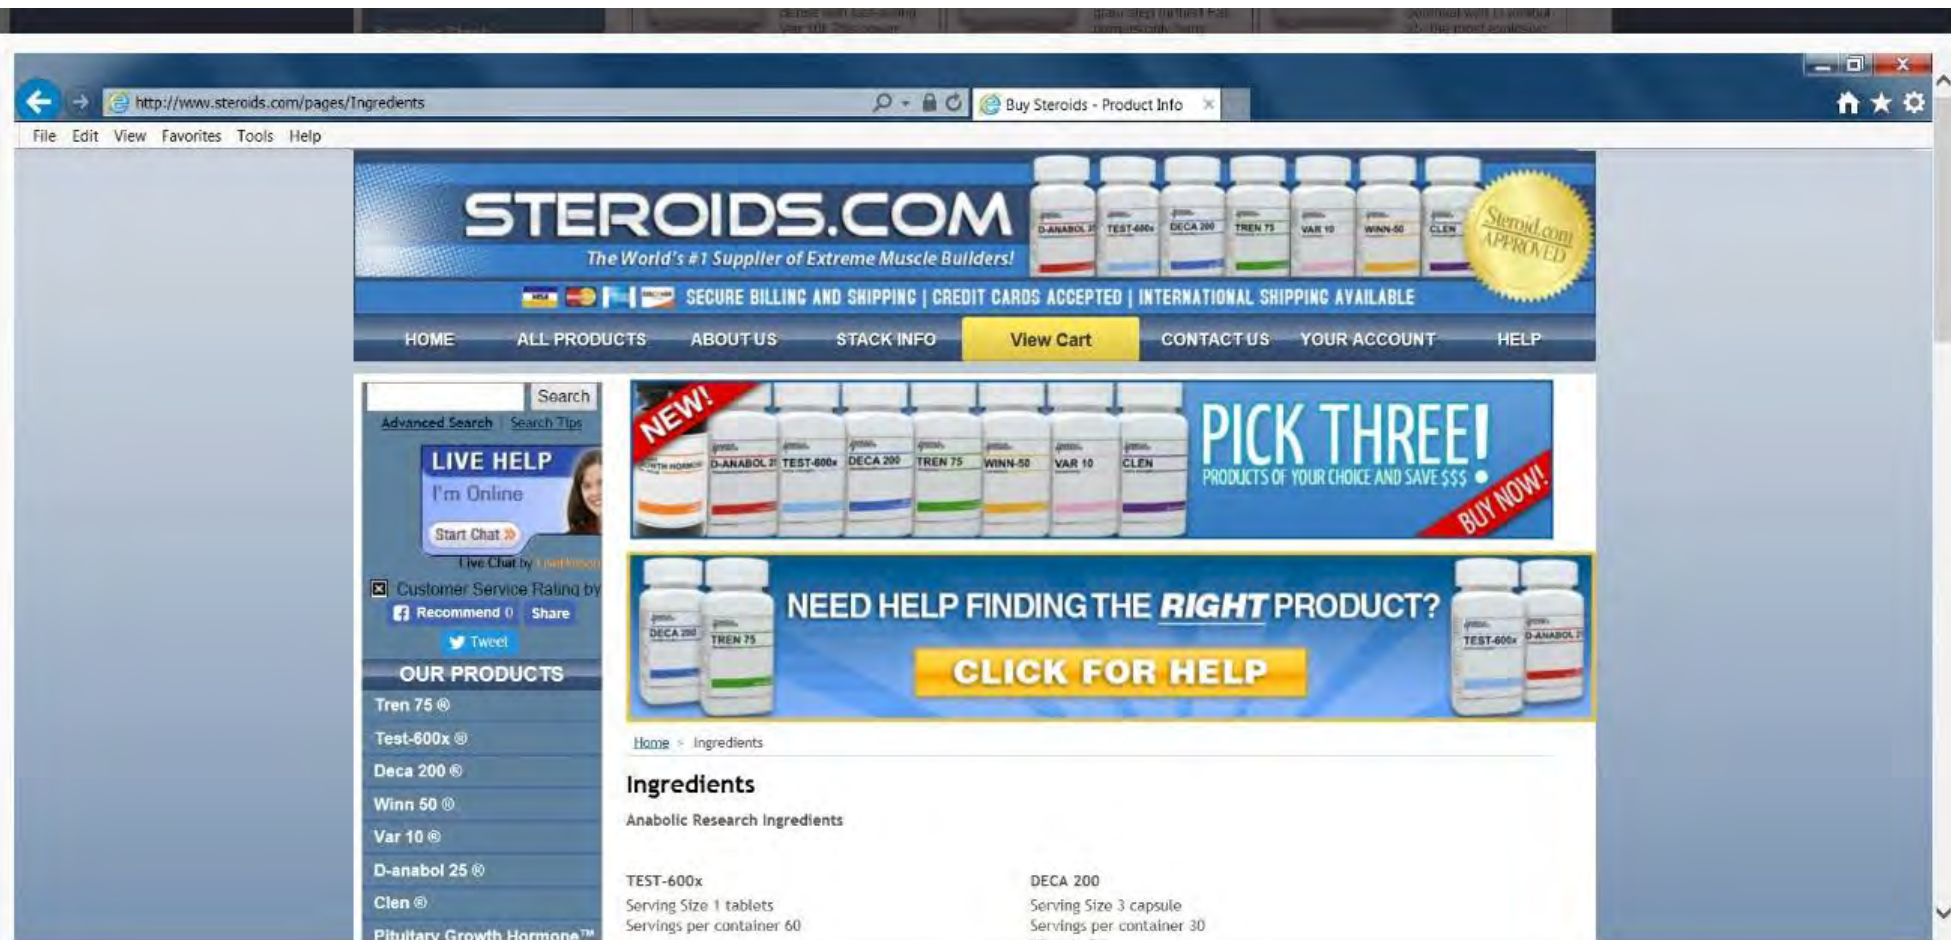 http://www.steroids.com/pages/Ingredients
Buy Steroids - Product Info
File Edit View Favorites Tools Help
STEROIDS.COM
The World's #1 Supplier of Extreme Muscle Builders!
D-ANABOL 25 TEST-600x DECA 200 TREN 75 VAR 10 WINN-50 CLEN
Steroid.com
APPROVED
VISA
SECURE BILLING AND SHIPPING | CREDIT CARDS ACCEPTED | INTERNATIONAL SHIPPING AVAILABLE
HOME ALL PRODUCTS ABOUT US STACK INFO View Cart CONTACT US YOUR ACCOUNT HELP
Search
Advanced Search | Search Tips
LIVE HELP
I'm Online
Start Chat »
Live Chat by
Customer Service Rating by
Recommend 0 Share
Tweet
OUR PRODUCTS
Tren 75 ®
Test-600x ®
Deca 200 ®
Winn 50 ®
Var 10 ®
D-anabol 25 ®
Clen ®
Pituitary Growth Hormone™
NEW!
D-ANABOL 25 TEST-600x DECA 200 TREN 75 WINN-50 VAR 10 CLEN
PICK THREE!
PRODUCTS OF YOUR CHOICE AND SAVE $$$
BUY NOW!
DECA 200 TREN 75
NEED HELP FINDING THE RIGHT PRODUCT?
CLICK FOR HELP
TEST-600x D-ANABOL 25
Home > Ingredients
Ingredients
Anabolic Research Ingredients
TEST-600x
Serving Size 1 tablets
Servings per container 60
DECA 200
Serving Size 3 capsule
Servings per container 30